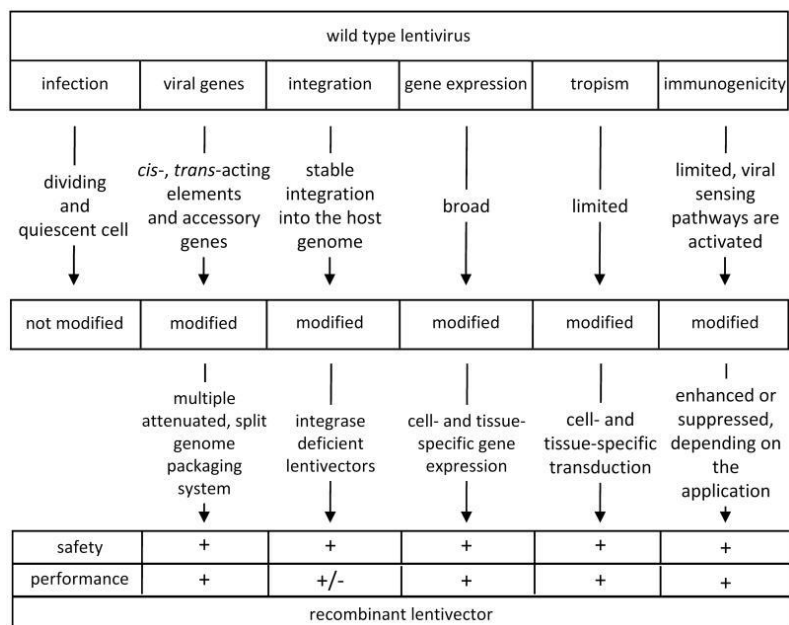 wild type lentivirus
infection viral genes integration gene expression tropism immunogenicity
dividing
and
quiescent cell
cis-, trans-acting
elements
and accessory
genes
stable
integration
into the host
genome
broad
limited
limited, viral
sensing
pathways are
activated
not modified modified modified modified modified modified
multiple
attenuated, split
genome
packaging
system
integrase
deficient
lentivectors
cell- and tissue-
specific gene
expression
cell- and
tissue-specific
transduction
enhanced or
suppressed,
depending on
the
application
safety + + + + +
performance + +/- + + +
recombinant lentivector